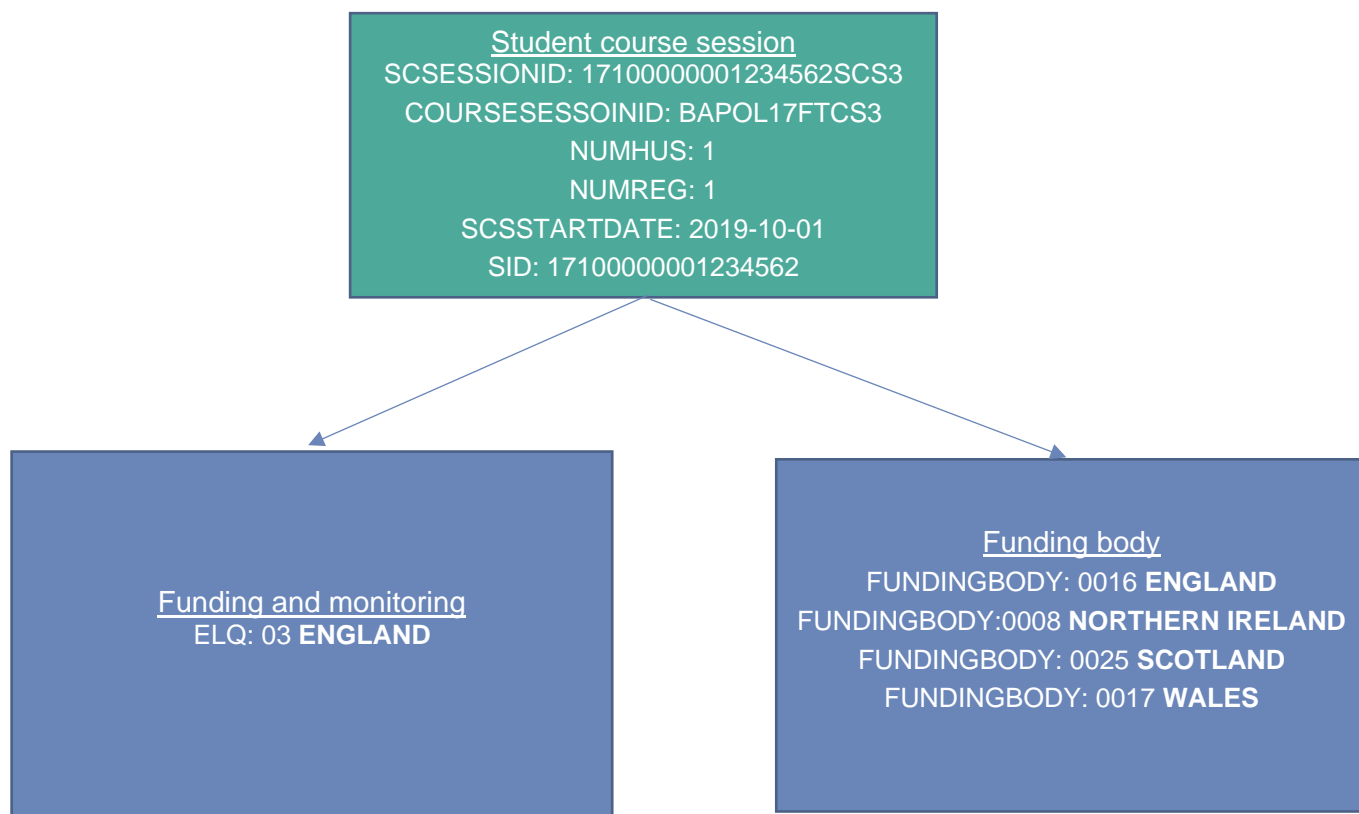 Student course session
SCSESSIONID: 17100000001234562SCS3
COURSESESSOINID: BAPOL17FTCS3
NUMHUS: 1
NUMREG: 1
SCSSTARTDATE: 2019-10-01
SID: 17100000001234562
Funding and monitoring
ELQ: 03 ENGLAND
Funding body
FUNDINGBODY: 0016 ENGLAND
FUNDINGBODY:0008 NORTHERN IRELAND
FUNDINGBODY: 0025 SCOTLAND
FUNDINGBODY: 0017 WALES